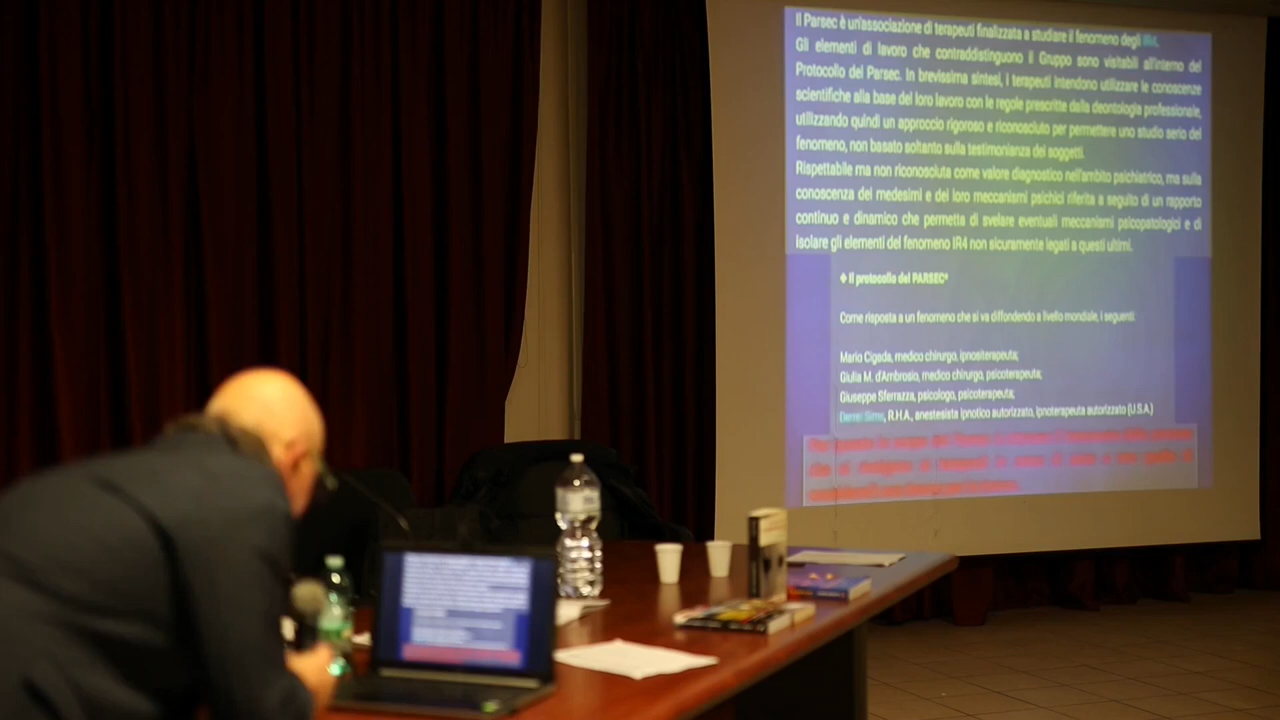 Il Parsec è un'associazione di terapeuti finalizzata a studiare il fenomeno degli IR4.
Gli elementi di lavoro che contraddistinguono il Gruppo sono visitabili all'interno del
Protocollo del Parsec. In brevissima sintesi, i terapeuti intendono utilizzare le conoscenze
scientifiche alla base del loro lavoro con le regole prescritte dalla deontologia professionale,
utilizzando quindi un approccio rigoroso e riconosciuto per permettere uno studio serio del
fenomeno, non basato soltanto sulla testimonianza dei soggetti.
Rispettabile ma non riconosciuta come valore diagnostico nell'ambito psichiatrico, ma sulla
conoscenza dei medesimi e dei loro meccanismi psichici riferita a seguito di un rapporto
continuo e dinamico che permetta di svelare eventuali meccanismi psicopatologici e di
isolare gli elementi del fenomeno IR4 non sicuramente legati a questi ultimi.
❖ Il protocollo del PARSEC*
Come risposta a un fenomeno che si va diffondendo a livello mondiale, i seguenti:
Mario Cigada, medico chirurgo, ipnositerapeuta;
Giulia M. d'Ambrosio, medico chirurgo, psicoterapeuta;
Giuseppe Sferrazza, psicologo, psicoterapeuta;
Derrel Sims, R.H.A., anestesista ipnotico autorizzato, ipnoterapeuta autorizzato (U.S.A.)